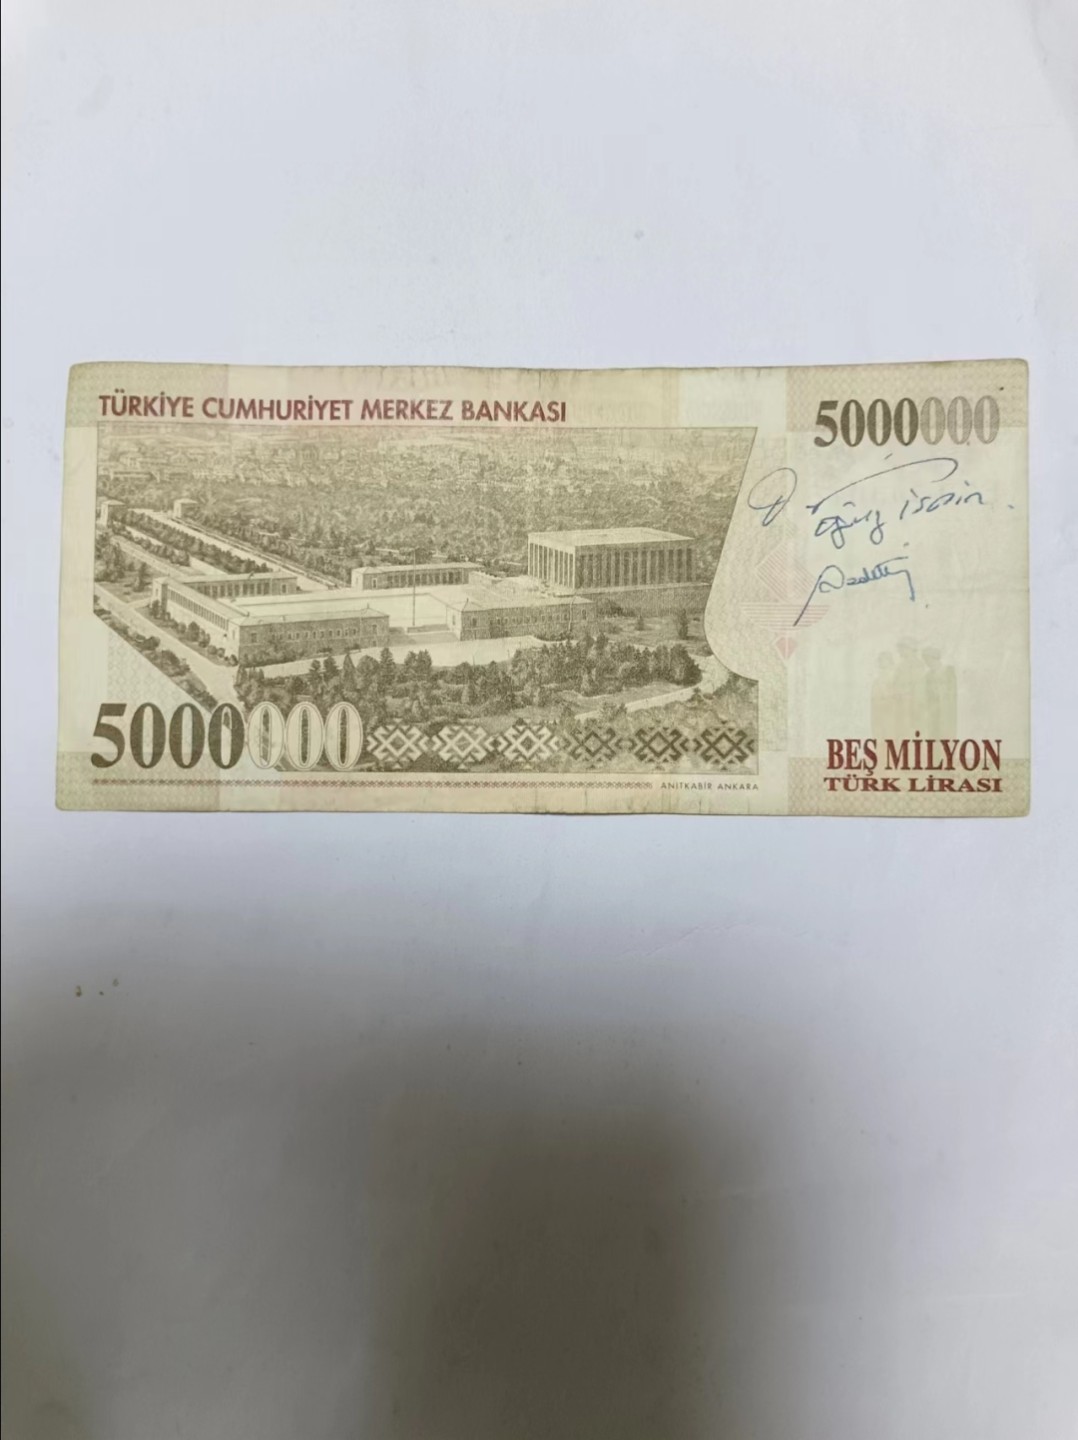 TÜRKİYE CUMHURİYET MERKEZ BANKASI
5000000
5000000
ANITKABİR ANKARA
BEŞ MİLYON
TÜRK LİRASI